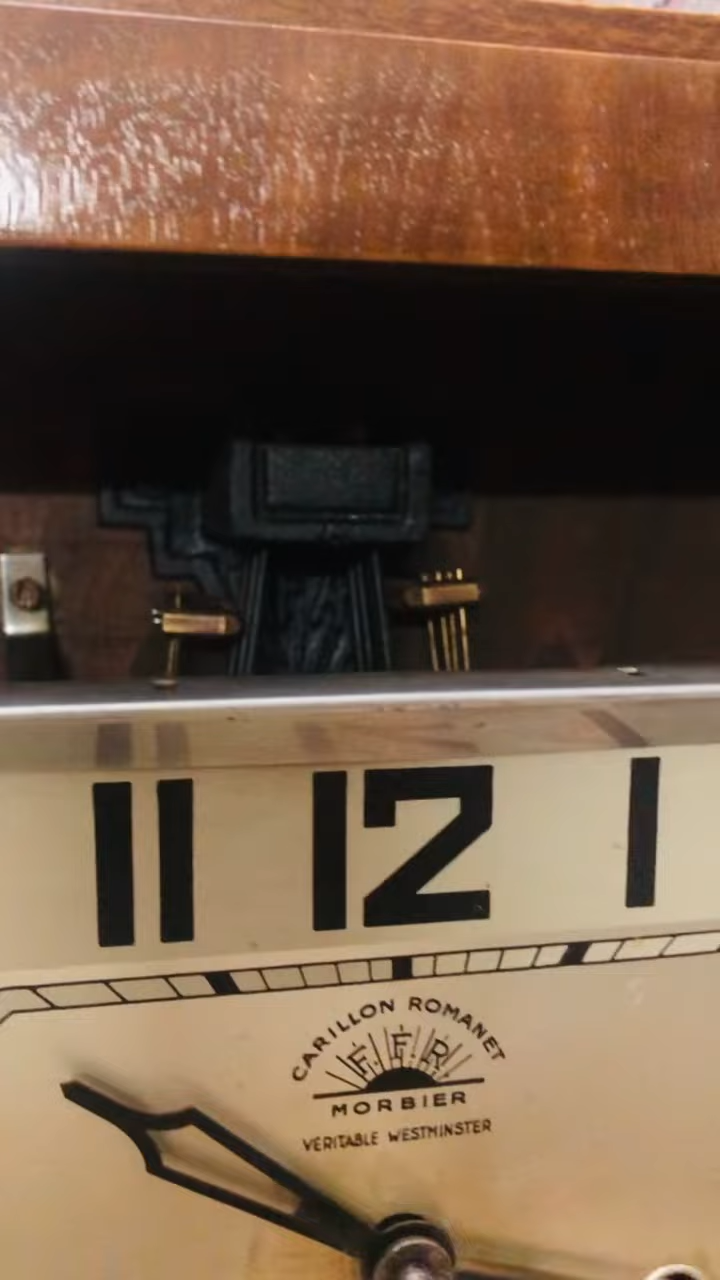 11 12 1
CARILLON ROMANET
F.F.R.
MORBIER
VERITABLE WESTMINSTER